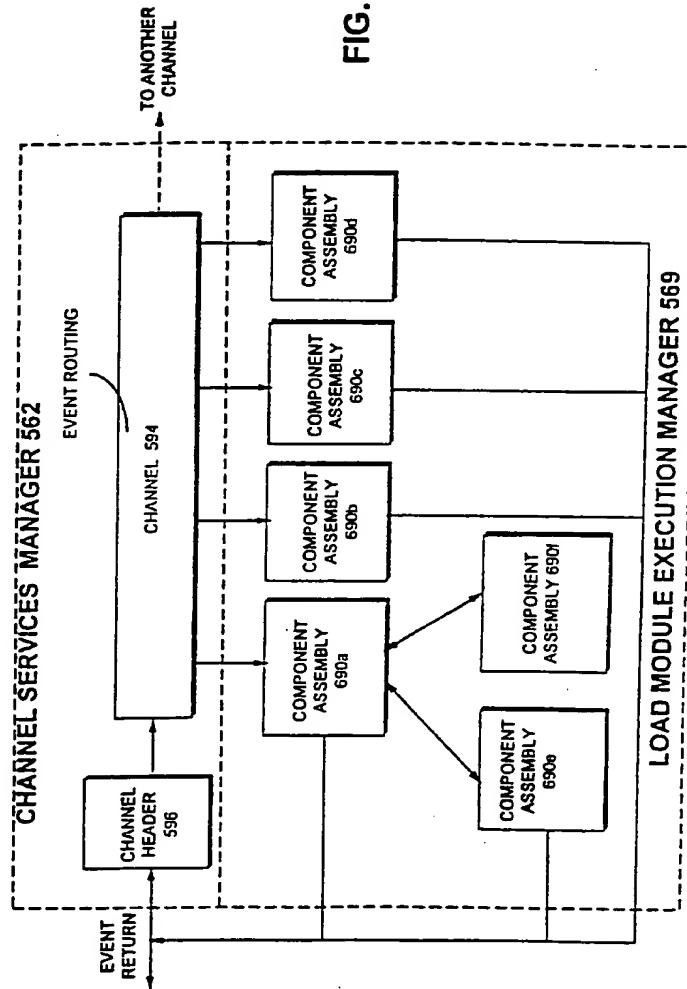 CHANNEL SERVICES MANAGER 562
EVENT ROUTING
EVENT
RETURN
CHANNEL
HEADER
596
CHANNEL 594
TO ANOTHER
CHANNEL
COMPONENT
ASSEMBLY
690a
COMPONENT
ASSEMBLY
690b
COMPONENT
ASSEMBLY
690c
COMPONENT
ASSEMBLY
690d
COMPONENT
ASSEMBLY
690e
COMPONENT
ASSEMBLY 690f
LOAD MODULE EXECUTION MANAGER 569
FIG.